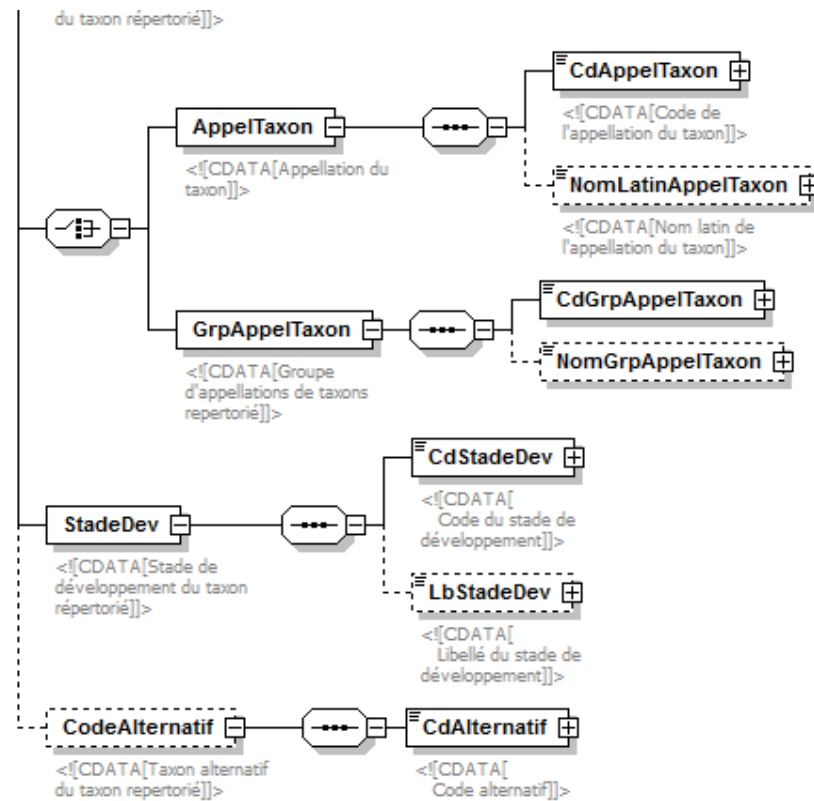 du taxon répertorié]]>
CdAppelTaxon
<![CDATA[Code de
l'appellation du taxon]]>
AppelTaxon
<![CDATA[Appellation du
taxon]]>
NomLatinAppelTaxon
<![CDATA[Nom latin de
l'appellation du taxon]]>
CdGrpAppelTaxon
GrpAppelTaxon
<![CDATA[Groupe
d'appellations de taxons
repertorié]]>
NomGrpAppelTaxon
CdStadeDev
<![CDATA[
Code du stade de
développement]]>
StadeDev
<![CDATA[Stade de
développement du taxon
répertorié]]>
LbStadeDev
<![CDATA[
Libellé du stade de
développement]]>
CodeAlternatif
<![CDATA[Taxon alternatif
du taxon repertorié]]>
CdAlternatif
<![CDATA[
Code alternatif]]>